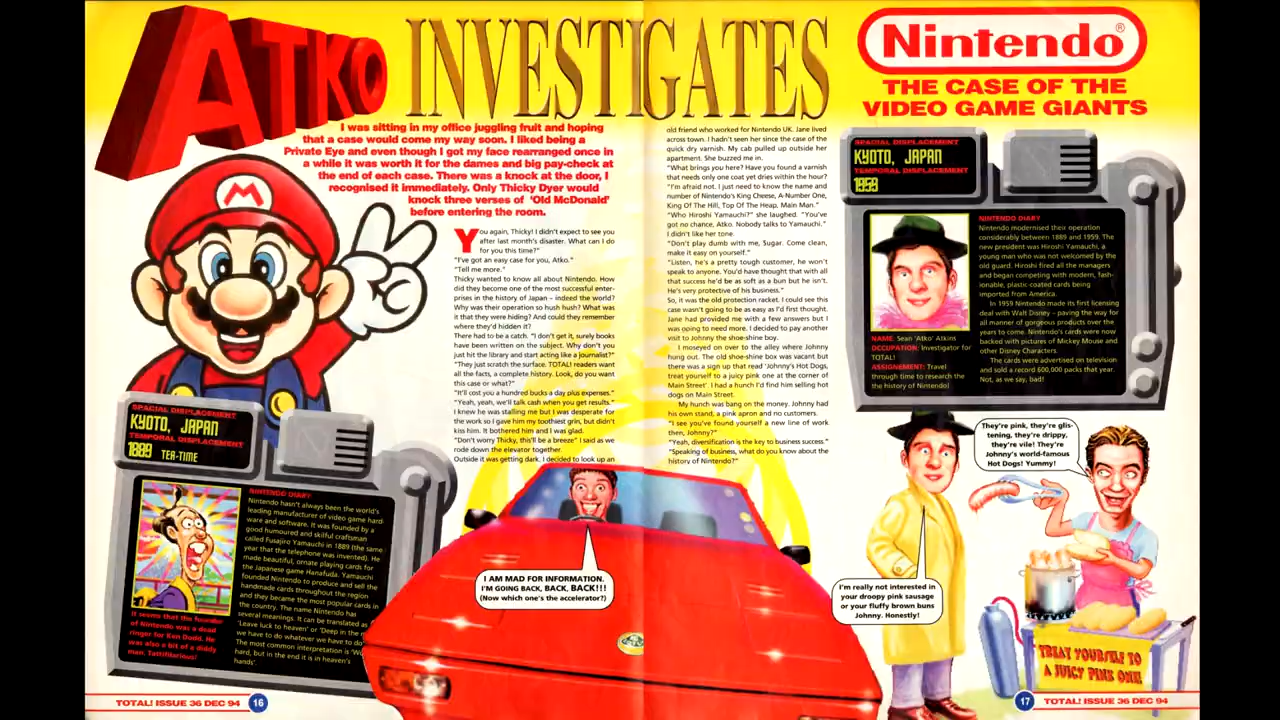 ATKO INVESTIGATES
Nintendo®
THE CASE OF THE
VIDEO GAME GIANTS
I was sitting in my office juggling fruit and hoping
that a case would come my way soon. I liked being a
Private Eye and even though I got my face rearranged once in
a while it was worth it for the dames and big pay-check at
the end of each case. There was a knock at the door, I
recognised it immediately. Only Thicky Dyer would
knock three verses of 'Old McDonald'
before entering the room.
M
You again, Thicky! I didn't expect to see you
after last month's disaster. What can I do
for you this time?"
"I've got an easy case for you, Atko."
"Tell me more."
Thicky wanted to know all about Nintendo. How
did they become one of the most successful enter-
prises in the history of Japan – indeed the world?
Why was their operation so hush hush? What was
it that they were hiding? And could they remember
where they'd hidden it?
There had to be a catch. "I don't get it, surely books
have been written on the subject. Why don't you
just hit the library and start acting like a journalist?"
"They just scratch the surface. TOTAL! readers want
all the facts, a complete history. Look, do you want
this case or what?"
"It'll cost you a hundred bucks a day plus expenses."
"Yeah, yeah, we'll talk cash when you get results."
I knew he was stalling me but I was desperate for
the work so I gave him my toothiest grin, but didn't
kiss him. It bothered him and I was glad.
"Don't worry Thicky, this'll be a breeze" I said as we
rode down the elevator together.
Outside it was getting dark. I decided to look up an
old friend who worked for Nintendo UK. Jane lived
across town. I hadn't seen her since the case of the
quick dry varnish. My cab pulled up outside her
apartment. She buzzed me in.
"What brings you here? Have you found a varnish
that needs only one coat yet dries within the hour?
"I'm afraid not. I just need to know the name and
number of Nintendo's King Cheese, A-Number One,
King Of The Hill, Top Of The Heap, Main Man."
"Who Hiroshi Yamauchi?" she laughed. "You've
got no chance, Atko. Nobody talks to Yamauchi."
I didn't like her tone.
"Don't play dumb with me, Sugar. Come clean,
make it easy on yourself."
"Listen, he's a pretty tough customer, he won't
speak to anyone. You'd have thought that with all
that success he'd be as soft as a bun but he isn't.
He's very protective of his business."
So, it was the old protection racket. I could see this
case wasn't going to be as easy as I'd first thought.
Jane had provided me with a few answers but I
was going to need more. I decided to pay another
visit to Johnny the shoe-shine boy.
I moseyed on over to the alley where Johnny
hung out. The old shoe-shine box was vacant but
there was a sign up that read 'Johnny's Hot Dogs,
treat yourself to a juicy pink one at the corner of
Main Street'. I had a hunch I'd find him selling hot
dogs on Main Street.
My hunch was bang on the money. Johnny had
his own stand, a pink apron and no customers.
"I see you've found yourself a new line of work
then, Johnny?"
"Yeah, diversification is the key to business success."
"Speaking of business, what do you know about the
history of Nintendo?"
SPACIAL DISPLACEMENT
KYOTO, JAPAN
TEMPORAL DISPLACEMENT
1889 TEA-TIME
NINTENDO DIARY
Nintendo hasn't always been the world's
leading manufacturer of video game hard-
ware and software. It was founded by a
good humoured and skilful craftsman
called Fusajiro Yamauchi in 1889 (the same
year that the telephone was invented). He
made beautiful, ornate playing cards for
the Japanese game Hanafuda. Yamauchi
founded Nintendo to produce and sell the
handmade cards throughout the country
and they became the most popular cards in
the country. The name Nintendo has
several meanings. It can be translated as
'Leave luck to heaven' or 'Deep in the
we have to do whatever we have to do'
The most common interpretation is
hard, but in the end it is in heaven's
hands'.
It seems that the founder
of Nintendo was a dead
ringer for Ken Dodd. He
was also a bit of a diddy
man. Tattifilarious!
I AM MAD FOR INFORMATION.
I'M GOING BACK, BACK, BACK!!!
(Now which one's the accelerator?)
SPACIAL DISPLACEMENT
KYOTO, JAPAN
TEMPORAL DISPLACEMENT
1959
NAME: Sean 'Atko' Atkins
OCCUPATION: Investigator for
TOTAL!
ASSIGNEMENT: Travel
through time to research the
the history of Nintendo!
NINTENDO DIARY
Nintendo modernised their operation
considerably between 1889 and 1959. The
new president was Hiroshi Yamauchi, a
young man who was not welcomed by the
old guard. Hiroshi fired all the managers
and began competing with modern, fash-
ionable, plastic-coated cards being
imported from America.
In 1959 Nintendo made its first licensing
deal with Walt Disney – paving the way for
all manner of gorgeous products over the
years to come. Nintendo's cards were now
backed with pictures of Mickey Mouse and
other Disney Characters.
The cards were advertised on television
and sold a record 600,000 packs that year.
Not, as we say, bad!
They're pink, they're glis-
tening, they're drippy,
they're vile! They're
Johnny's world-famous
Hot Dogs! Yummy!
I'm really not interested in
your droopy pink sausage
or your fluffy brown buns
Johnny. Honestly!
TREAT YOURSELF TO
A JUICY PINK ONE!
TOTAL! ISSUE 36 DEC 94 16
17 TOTAL! ISSUE 36 DEC 94